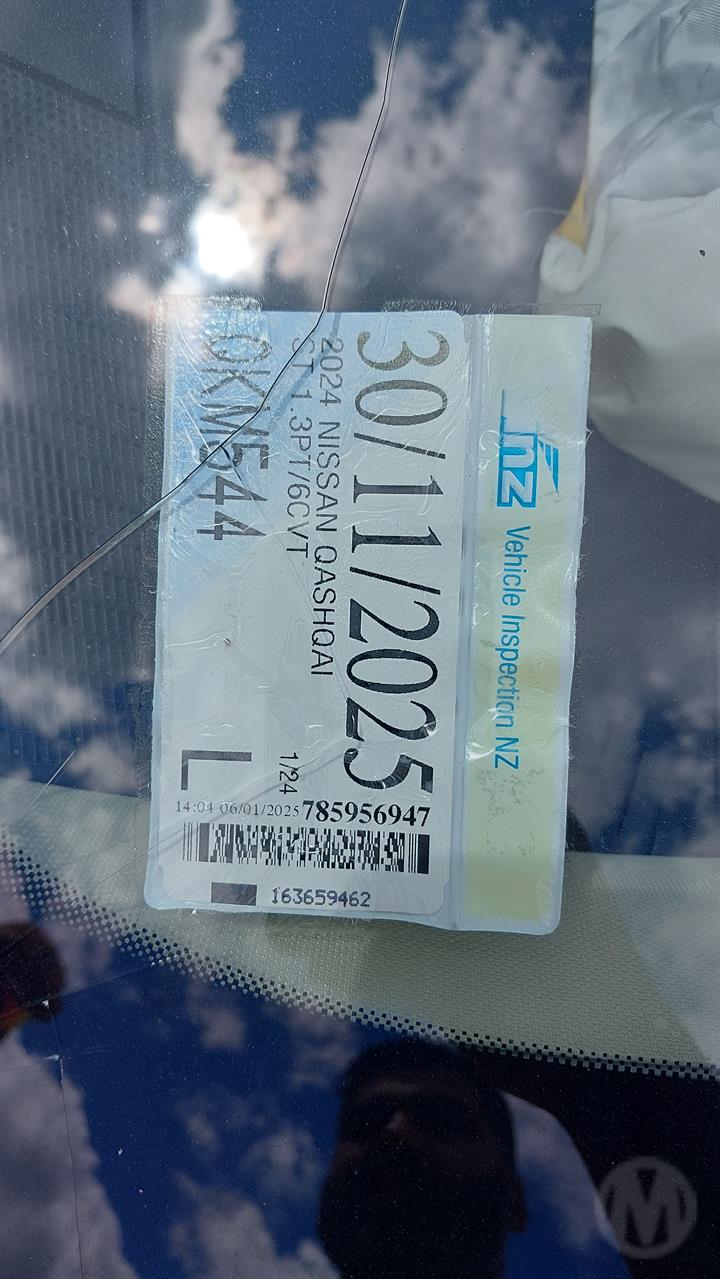 nz Vehicle Inspection NZ
30/11/2025
2024 NISSAN QASHQAI
ST 1.3PT/6CVT
1/24
QKM544
L
14:04 06/01/2025 785956947
163659462
M